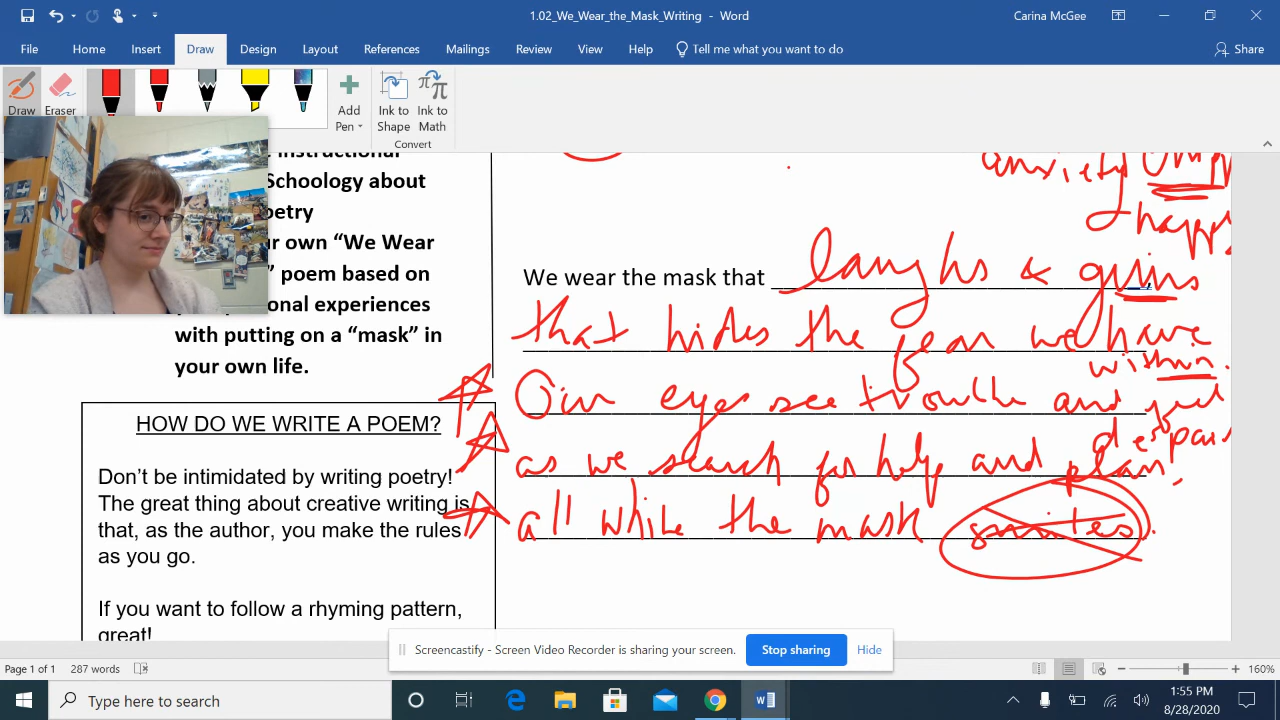 1.02_We_Wear_the_Mask_Writing - Word
Carina McGee
File Home Insert Draw Design Layout References Mailings Review View Help Tell me what you want to do Share
Draw Eraser Add Pen Ink to Shape Ink to Math
Convert
instructional
Schoology about
own "We Wear
poem based on
experiences
with putting on a "mask" in
your own life.
HOW DO WE WRITE A POEM?
Don't be intimidated by writing poetry!
The great thing about creative writing is
that, as the author, you make the rules
as you go.
If you want to follow a rhyming pattern,
great!
anxiety
happy
We wear the mask that laughs & grins
that hides the fear we have
within.
Our eyes see trouble and
despair
as we search for help and plan,
all while the mask smiles.
Screencastify - Screen Video Recorder is sharing your screen. Stop sharing Hide
Page 1 of 1 287 words 160%
Type here to search
1:55 PM
8/28/2020